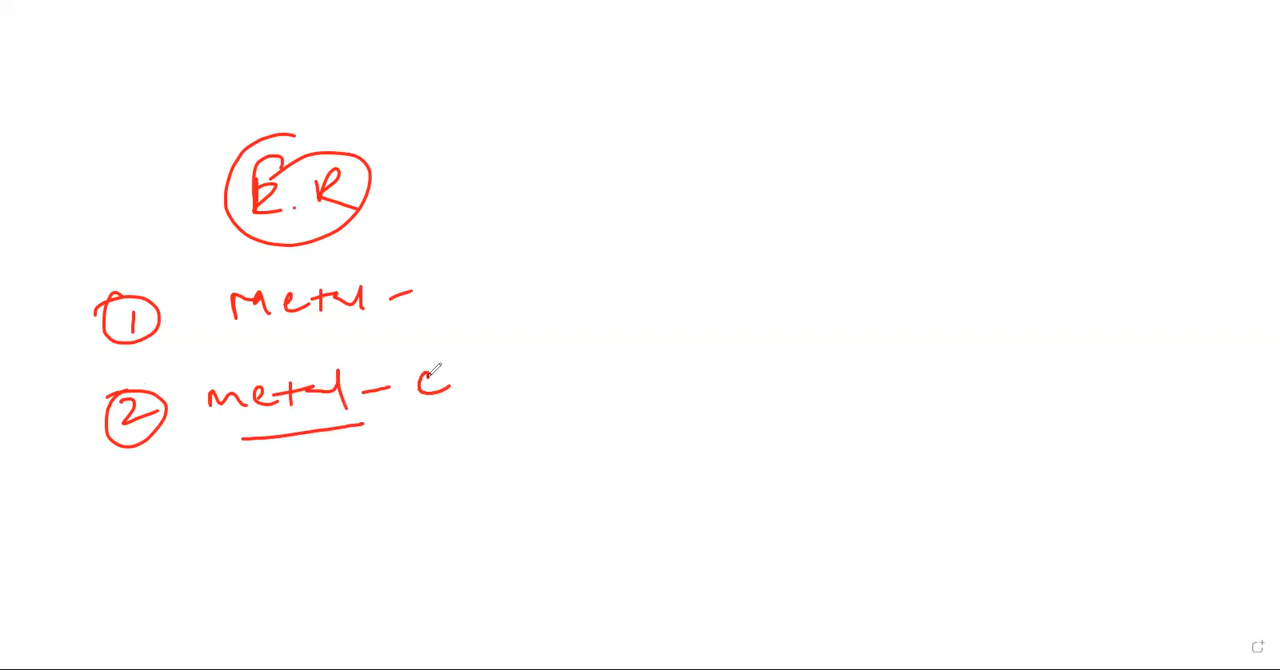 E.R
① Metal -
② metal - c